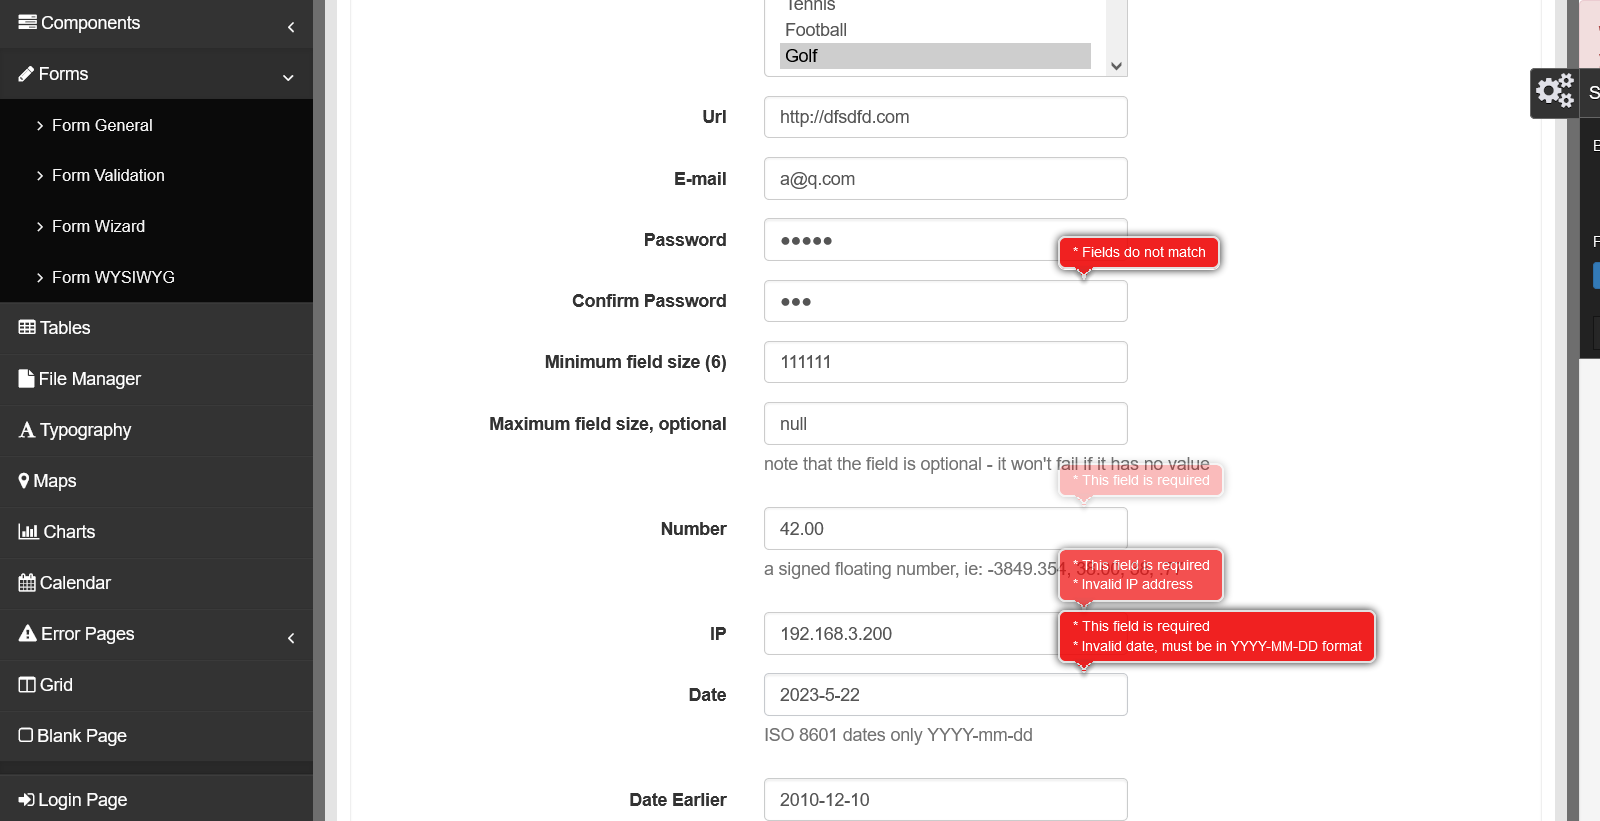 Components
Forms
Form General
Form Validation
Form Wizard
Form WYSIWYG
Tables
File Manager
Typography
Maps
Charts
Calendar
Error Pages
Grid
Blank Page
Login Page
Tennis
Football
Golf
Url
http://dfsdfd.com
E-mail
a@q.com
Password
* Fields do not match
Confirm Password
Minimum field size (6)
111111
Maximum field size, optional
null
note that the field is optional - it won't fail if it has no value
* This field is required
Number
42.00
a signed floating number, ie: -3849.354,
* This field is required
* Invalid IP address
IP
192.168.3.200
* This field is required
* Invalid date, must be in YYYY-MM-DD format
Date
2023-5-22
ISO 8601 dates only YYYY-mm-dd
Date Earlier
2010-12-10